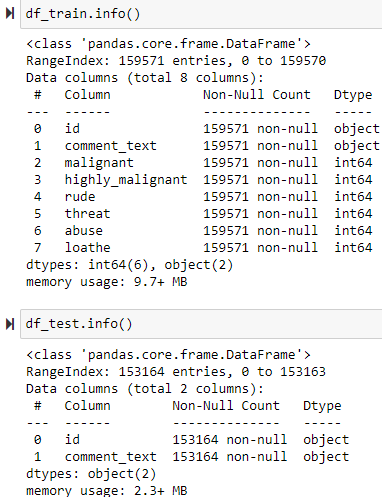 df_train.info()
<class 'pandas.core.frame.DataFrame'>
RangeIndex: 159571 entries, 0 to 159570
Data columns (total 8 columns):
 #   Column            Non-Null Count   Dtype
---  ------            --------------   -----
 0   id                159571 non-null  object
 1   comment_text      159571 non-null  object
 2   malignant         159571 non-null  int64
 3   highly_malignant  159571 non-null  int64
 4   rude              159571 non-null  int64
 5   threat            159571 non-null  int64
 6   abuse             159571 non-null  int64
 7   loathe            159571 non-null  int64
dtypes: int64(6), object(2)
memory usage: 9.7+ MB
df_test.info()
<class 'pandas.core.frame.DataFrame'>
RangeIndex: 153164 entries, 0 to 153163
Data columns (total 2 columns):
 #   Column        Non-Null Count   Dtype
---  ------        --------------   -----
 0   id            153164 non-null  object
 1   comment_text  153164 non-null  object
dtypes: object(2)
memory usage: 2.3+ MB